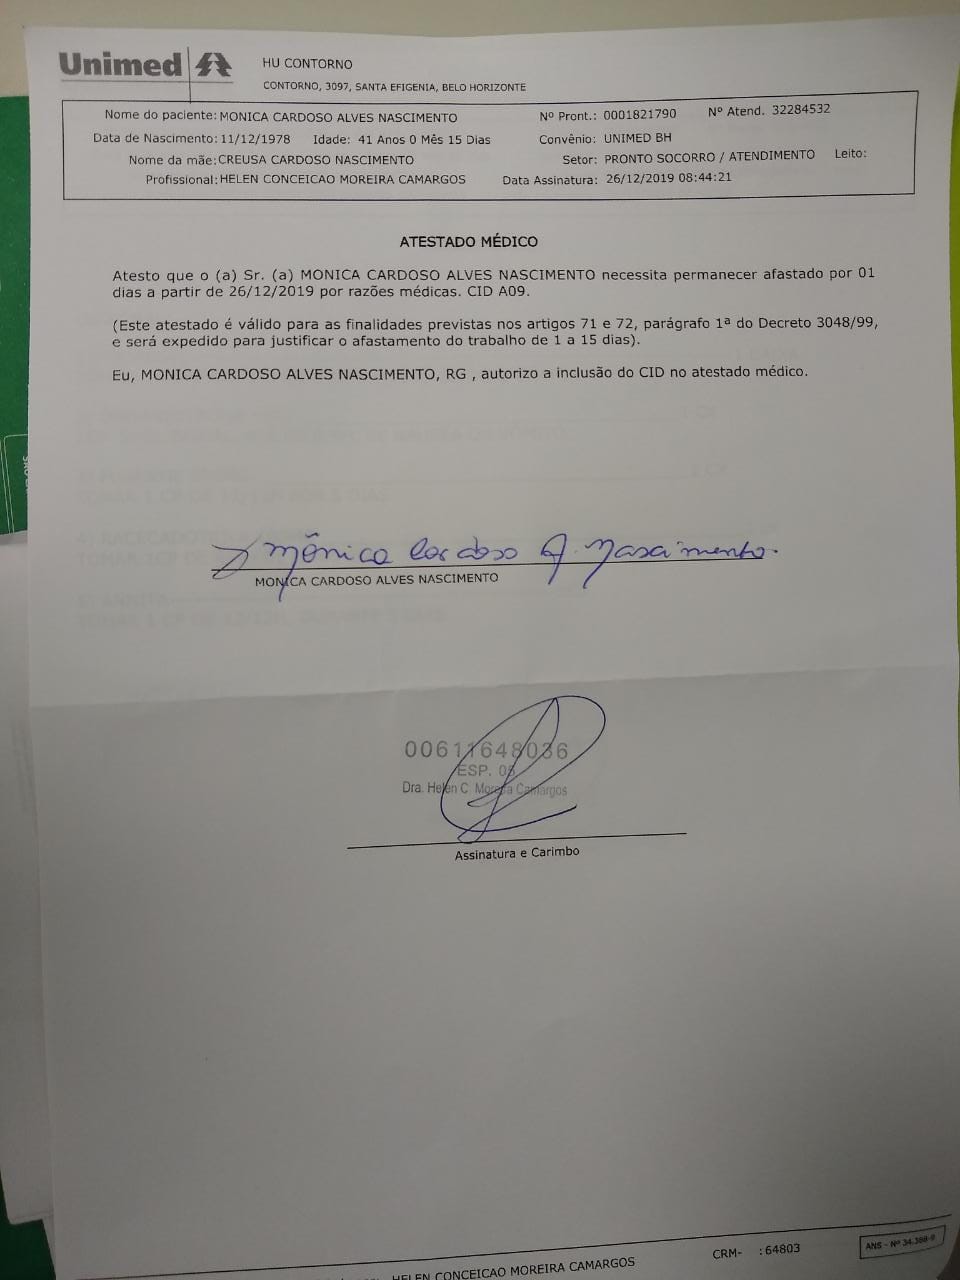 Unimed
HU CONTORNO
CONTORNO, 3097, SANTA EFIGENIA, BELO HORIZONTE
Nome do paciente: MONICA CARDOSO ALVES NASCIMENTO Nº Pront.: 0001821790 Nº Atend. 32284532
Data de Nascimento: 11/12/1978 Idade: 41 Anos 0 Mês 15 Dias Convênio: UNIMED BH
Nome da mãe: CREUSA CARDOSO NASCIMENTO Setor: PRONTO SOCORRO / ATENDIMENTO Leito:
Profissional: HELEN CONCEICAO MOREIRA CAMARGOS Data Assinatura: 26/12/2019 08:44:21
ATESTADO MÉDICO
Atesto que o (a) Sr. (a) MONICA CARDOSO ALVES NASCIMENTO necessita permanecer afastado por 01
dias a partir de 26/12/2019 por razões médicas. CID A09.
(Este atestado é válido para as finalidades previstas nos artigos 71 e 72, parágrafo 1ª do Decreto 3048/99,
e será expedido para justificar o afastamento do trabalho de 1 a 15 dias).
Eu, MONICA CARDOSO ALVES NASCIMENTO, RG , autorizo a inclusão do CID no atestado médico.
Mônica Cardoso A. Nascimento.
MONICA CARDOSO ALVES NASCIMENTO
00611648036
ESP. 05
Dra. Helen C. Moreira Camargos
Assinatura e Carimbo
HELEN CONCEICAO MOREIRA CAMARGOS CRM- : 64803 ANS - Nº 34.388-9